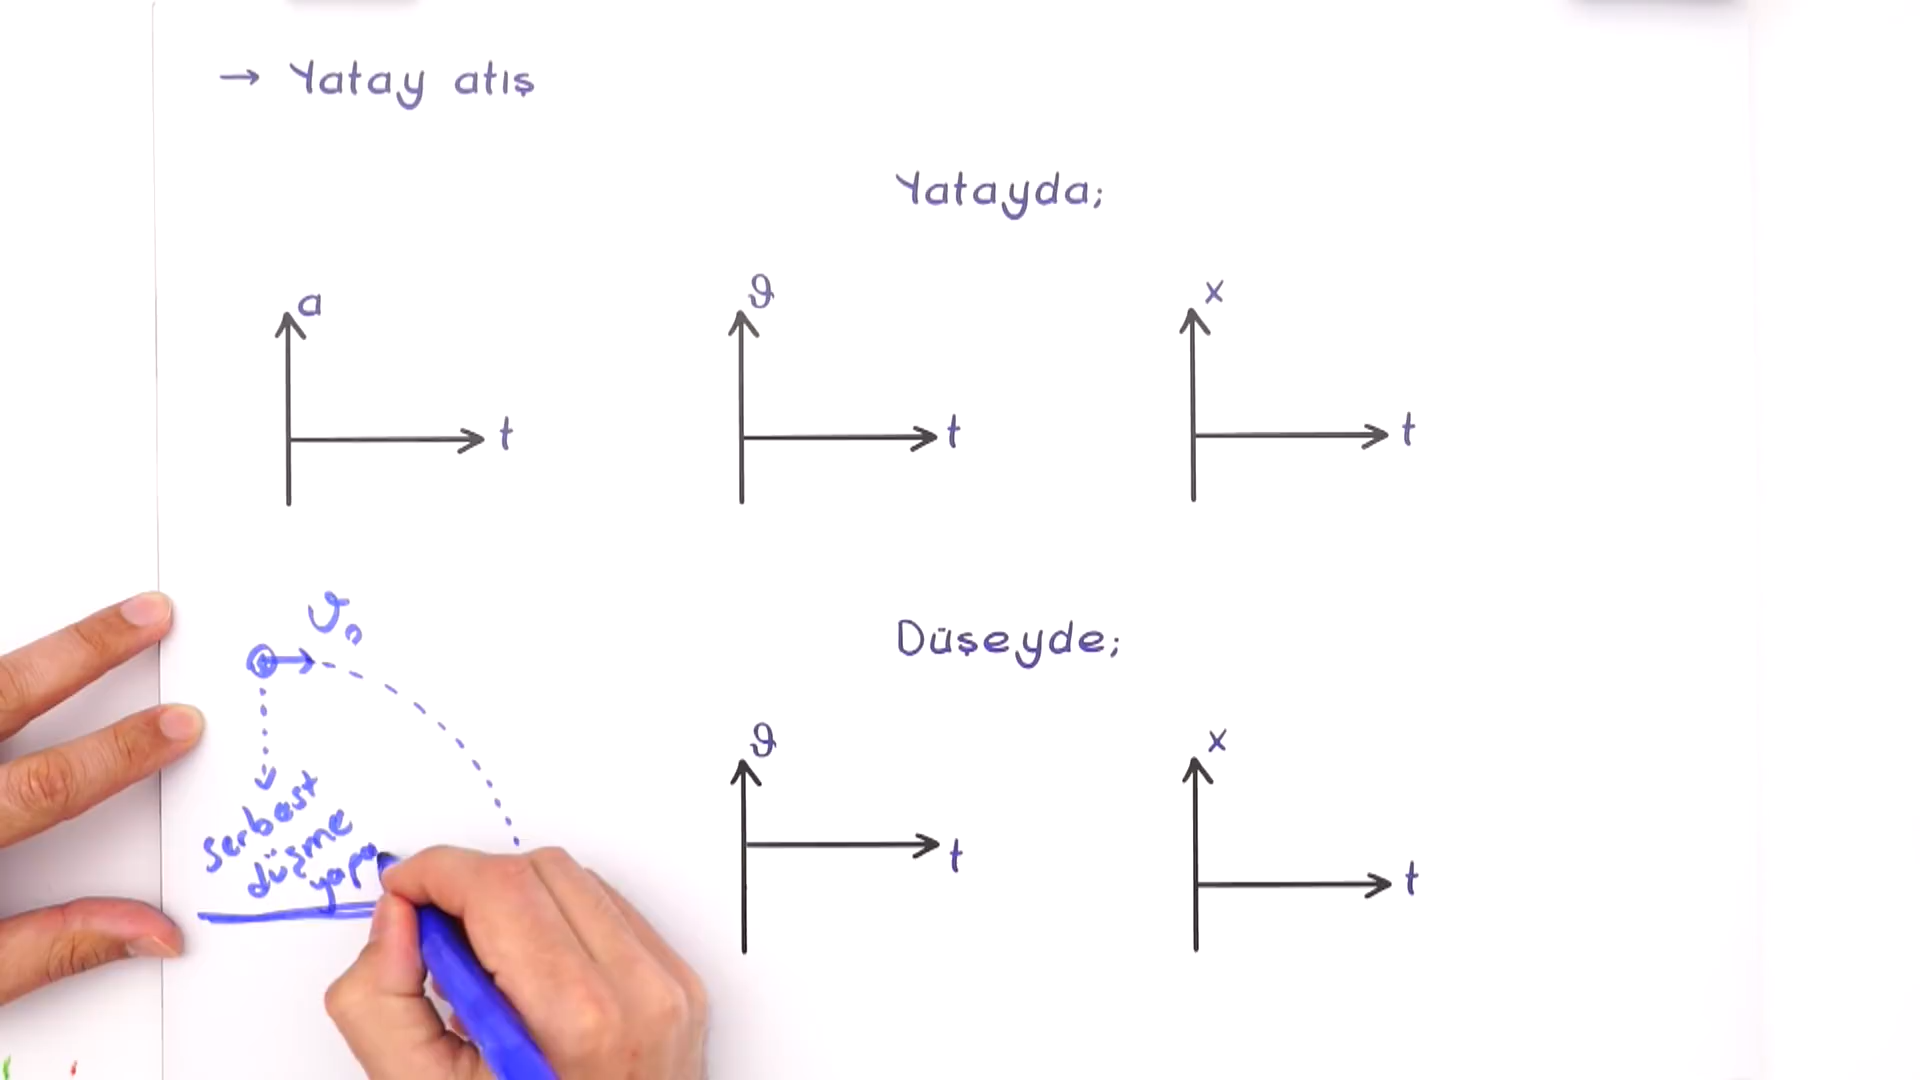 → Yatay atış
Yatayda;
a
t
ϑ
t
x
t
ϑ₀
Düşeyde;
serbest
düşme
ϑ
t
x
t